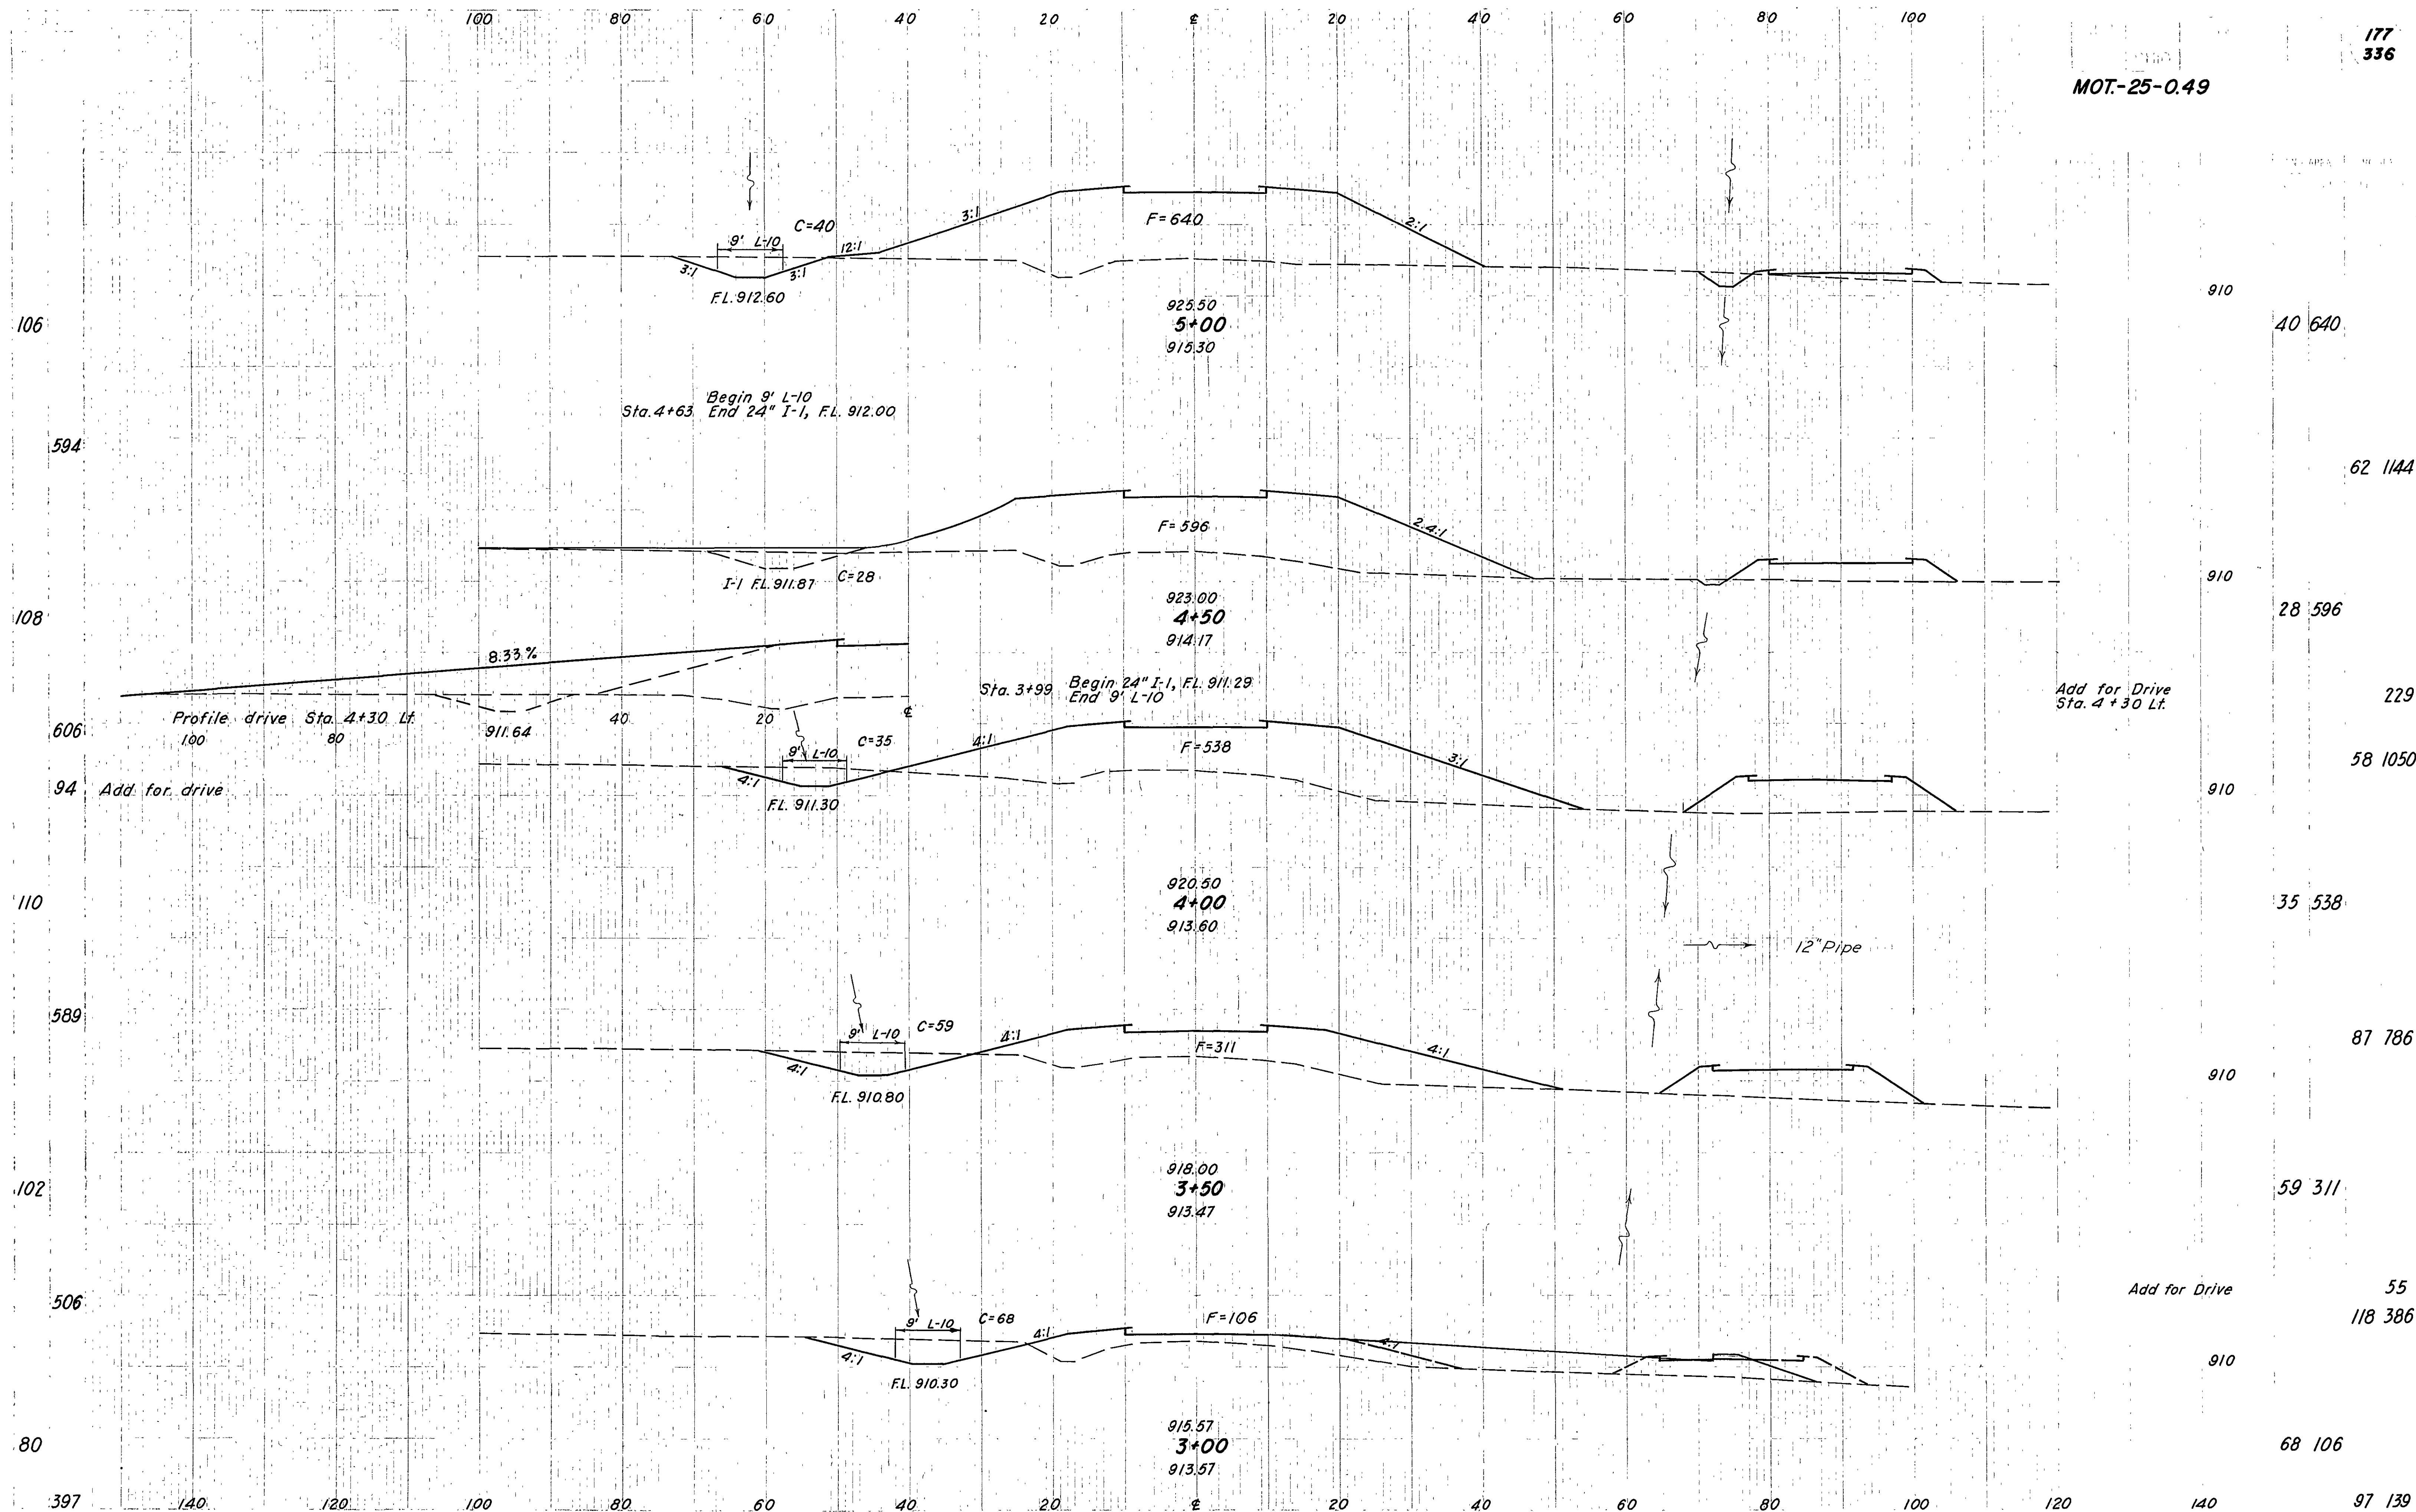 100 80 60 40 20 ℄ 20 40 60 80 100
177
336
MOT.-25-0.49
C=40
9' L-10
12:1
3:1
F=640
2:1
3:1
3:1
F.L. 912.60
925.50
5+00
915.30
910
106
40 640
Begin 9' L-10
Sta. 4+63 End 24" I-1, F.L. 912.00
594
62 1144
F=596
2.4:1
I-1 F.L. 911.87 C=28
910
923.00
4+50
914.17
108
28 596
8.33 %
Sta. 3+99 Begin 24" I-1, F.L. 911.29
End 9' L-10
Add for Drive
Sta. 4+30 Lt.
229
Profile drive Sta. 4+30 Lt.
40 20 ℄
100 80
911.64
606
58 1050
9' L-10
C=35
4:1
F=538
3:1
4:1
F.L. 911.30
94 Add for drive
910
920.50
4+00
913.60
110
35 538
12" Pipe
589
87 786
9' L-10
C=59
4:1
F=311
4:1
4:1
F.L. 910.80
910
918.00
3+50
913.47
102
59 311
Add for Drive 55
506
118 386
9' L-10
C=68
4:1
F=106
4:1
4:1
F.L. 910.30
910
915.57
3+00
913.57
80
68 106
397
97 139
140 120 100 80 60 40 20 ℄ 20 40 60 80 100 120 140